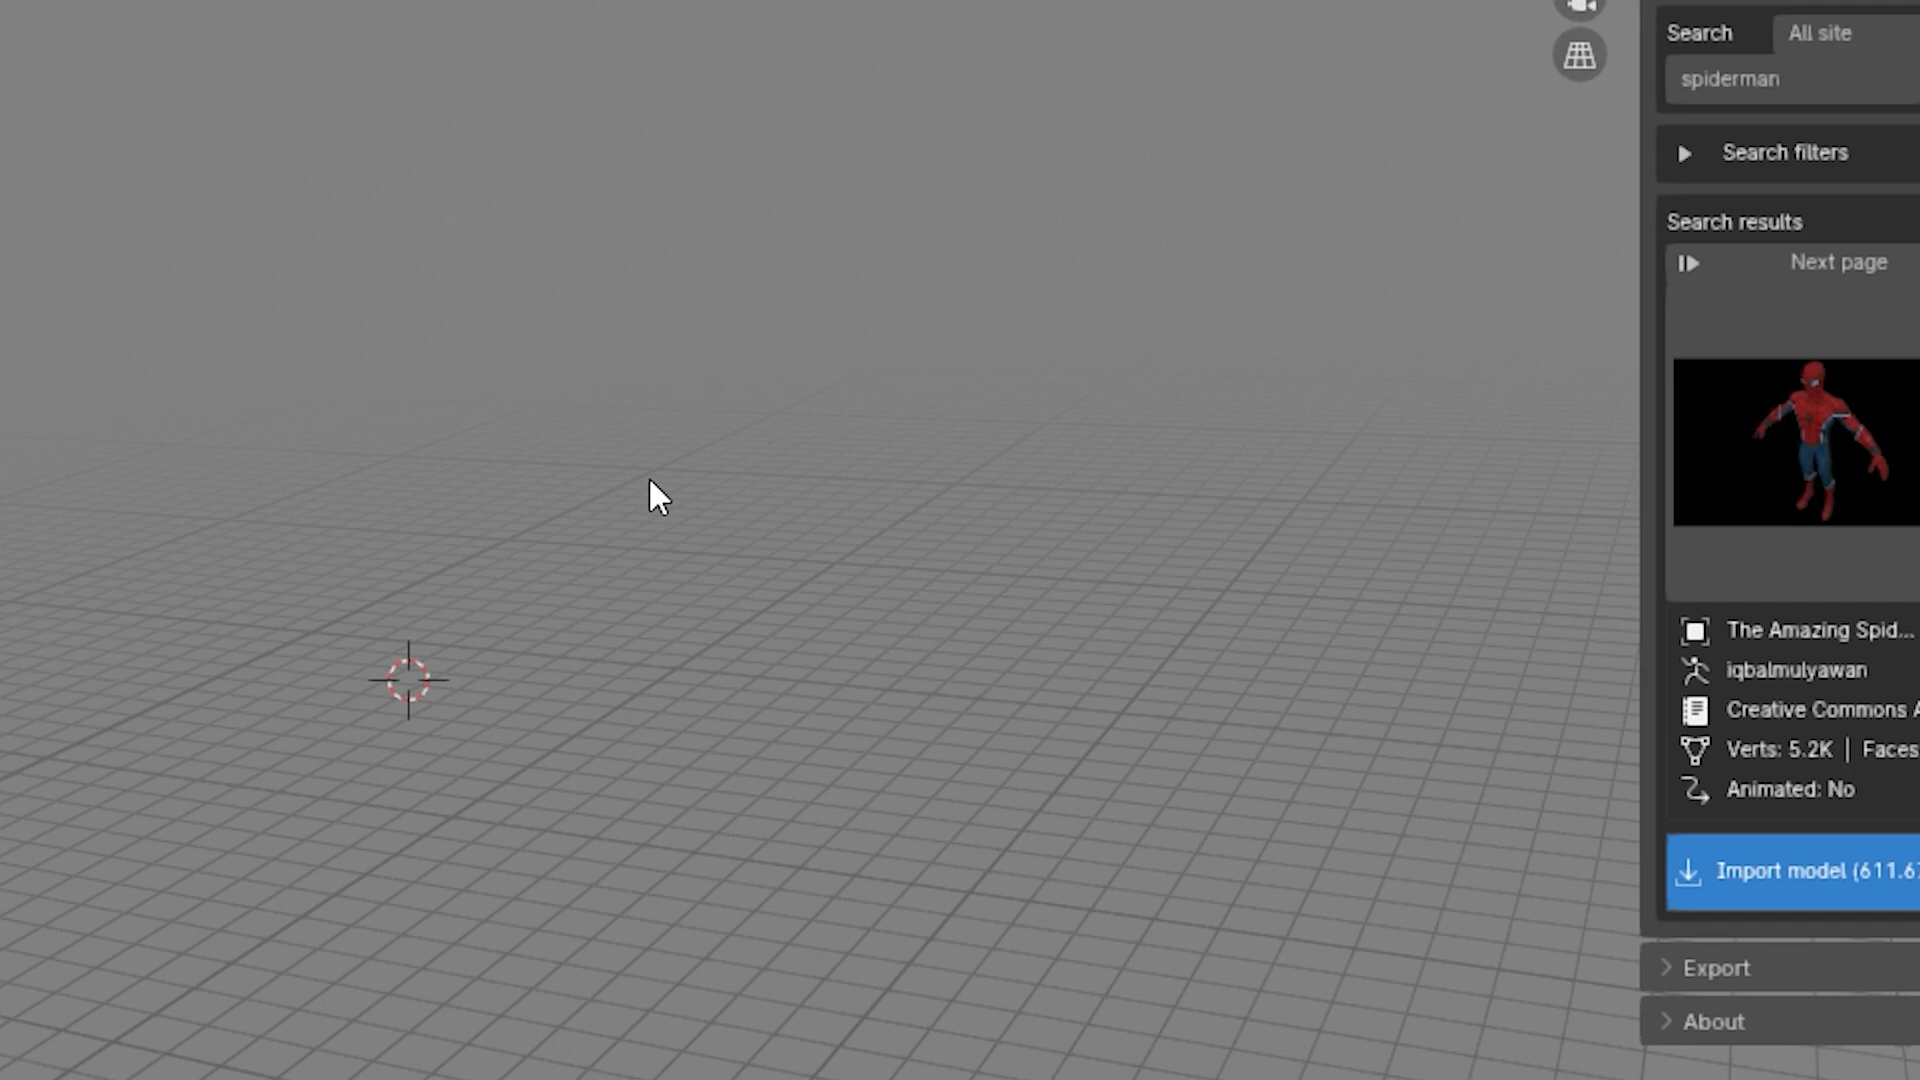 Search All site
spiderman
Search filters
Search results
Next page
The Amazing Spid...
iqbalmulyawan
Creative Commons A
Verts: 5.2K | Faces
Animated: No
Import model (611.6
Export
About